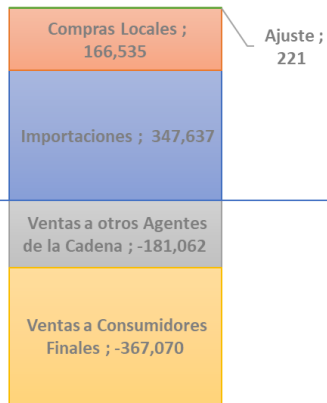 Compras Locales ;
166,535
Ajuste ;
221
Importaciones ; 347,637
Ventas a otros Agentes
de la Cadena ; -181,062
Ventas a Consumidores
Finales ; -367,070